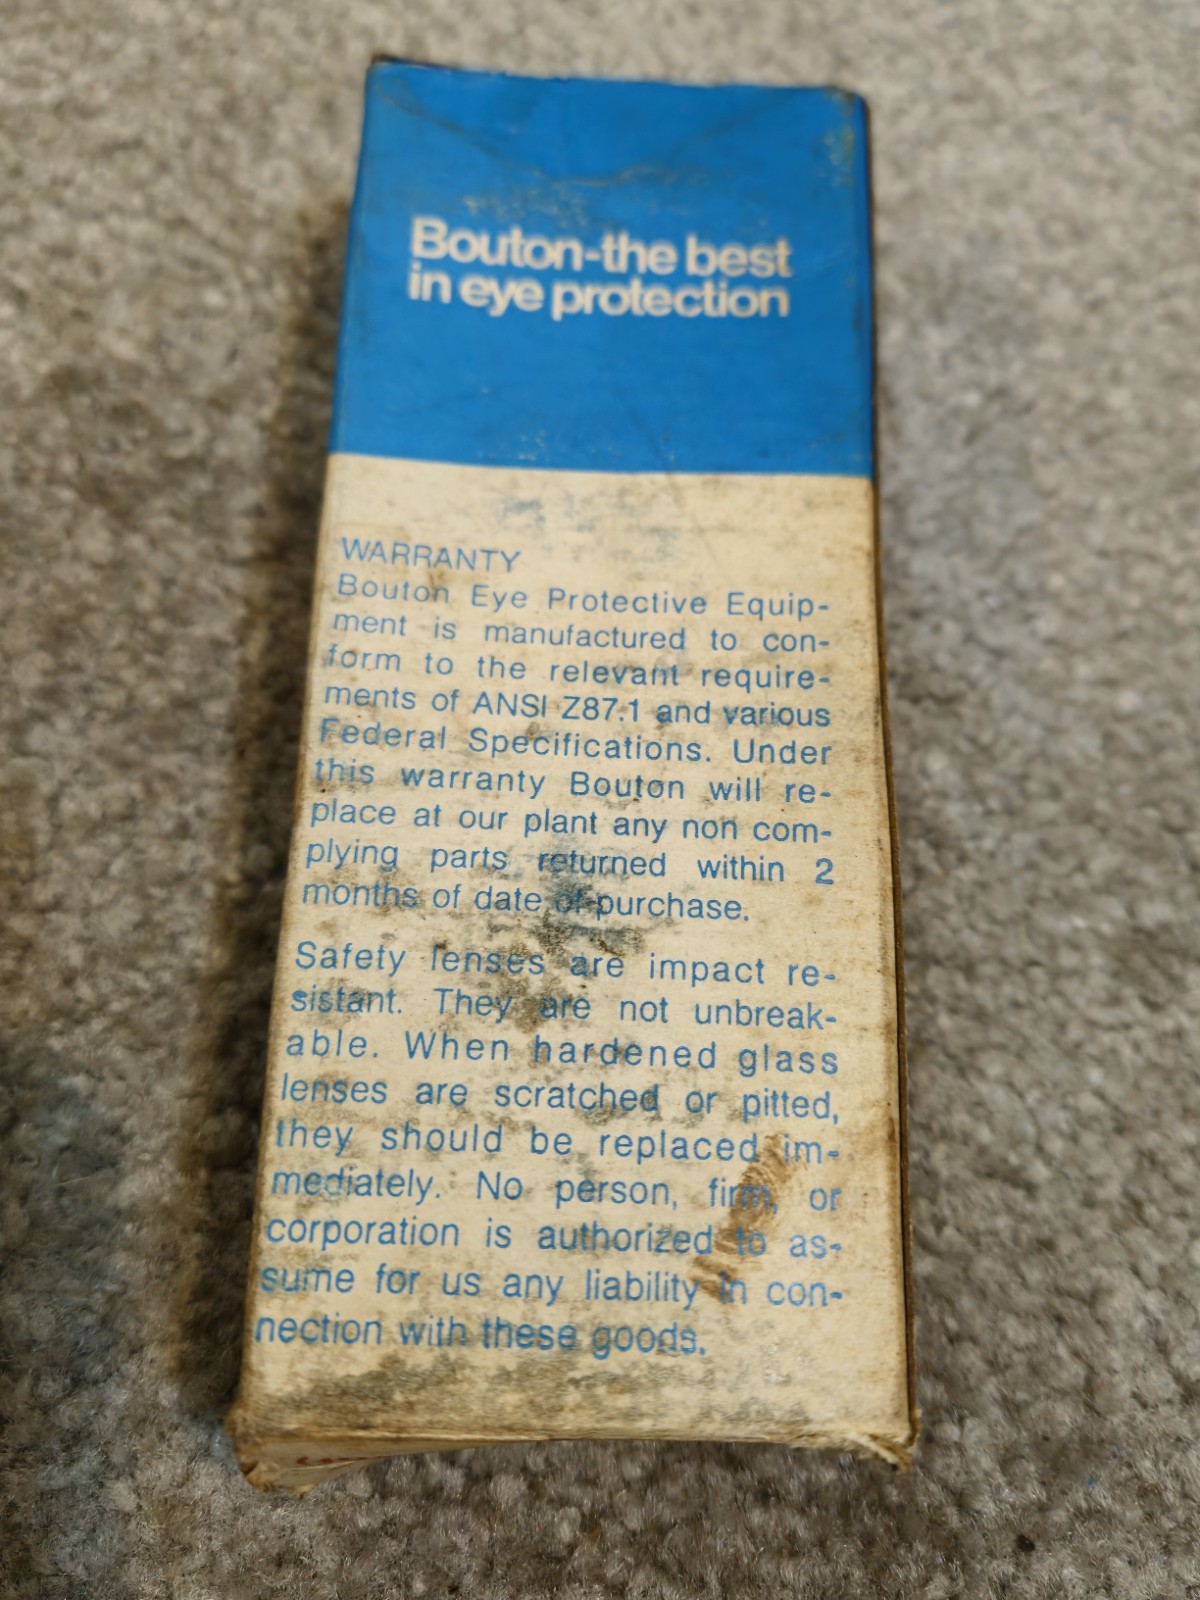 Bouton-the best
in eye protection
WARRANTY
Bouton Eye Protective Equip-
ment is manufactured to con-
form to the relevant require-
ments of ANSI Z87.1 and various
Federal Specifications. Under
this warranty Bouton will re-
place at our plant any non com-
plying parts returned within 2
months of date of purchase.
Safety lenses are impact re-
sistant. They are not unbreak-
able. When hardened glass
lenses are scratched or pitted,
they should be replaced im-
mediately. No person, firm, or
corporation is authorized to as-
sume for us any liability in con-
nection with these goods.